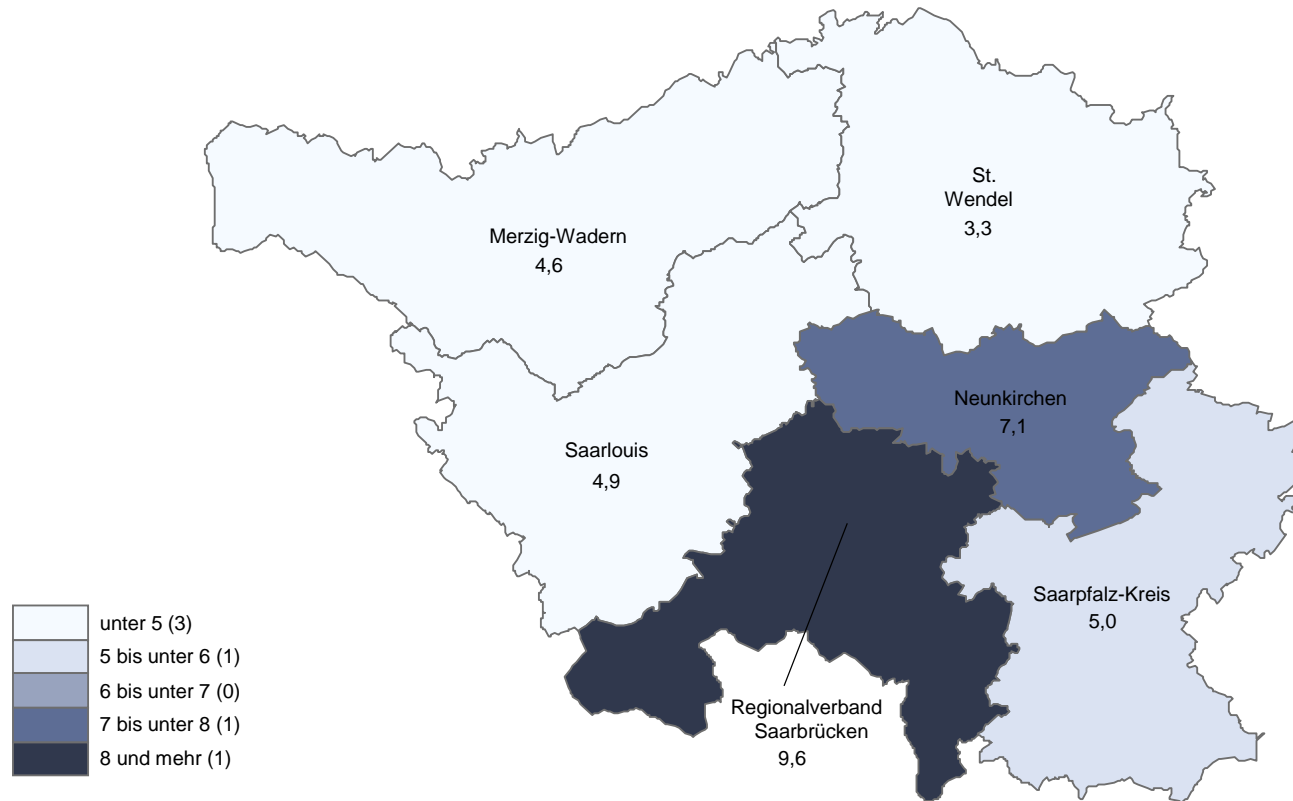 St.
Wendel
3,3
Merzig-Wadern
4,6
Neunkirchen
7,1
Saarlouis
4,9
Saarpfalz-Kreis
5,0
Regionalverband
Saarbrücken
9,6
unter 5 (3)
5 bis unter 6 (1)
6 bis unter 7 (0)
7 bis unter 8 (1)
8 und mehr (1)